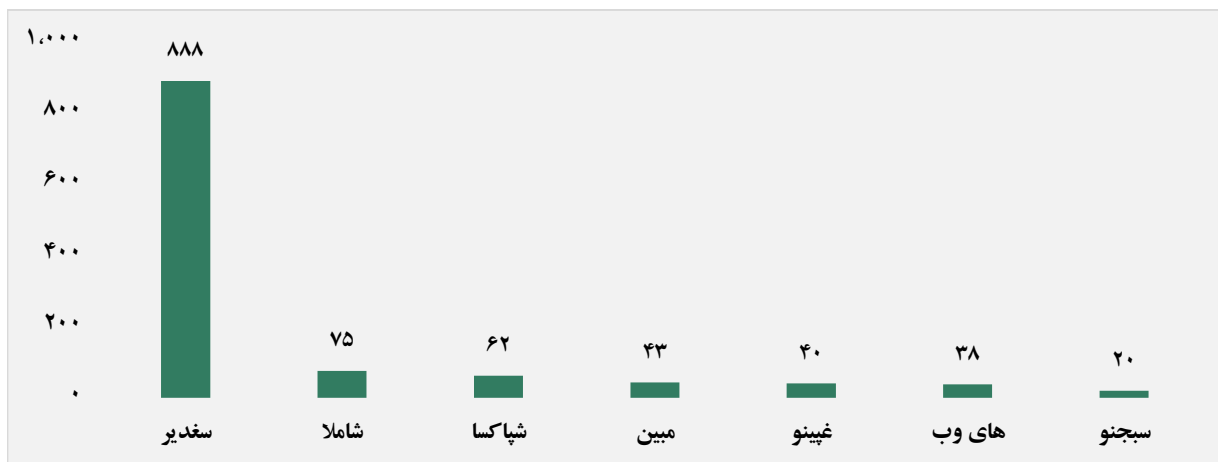 ۱،۰۰۰
۸۰۰
۶۰۰
۴۰۰
۲۰۰
۰
۸۸۸
۷۵
۶۲
۴۳
۴۰
۳۸
۲۰
سغدیر
شاملا
شپاکسا
مبین
غپینو
های وب
سبجنو